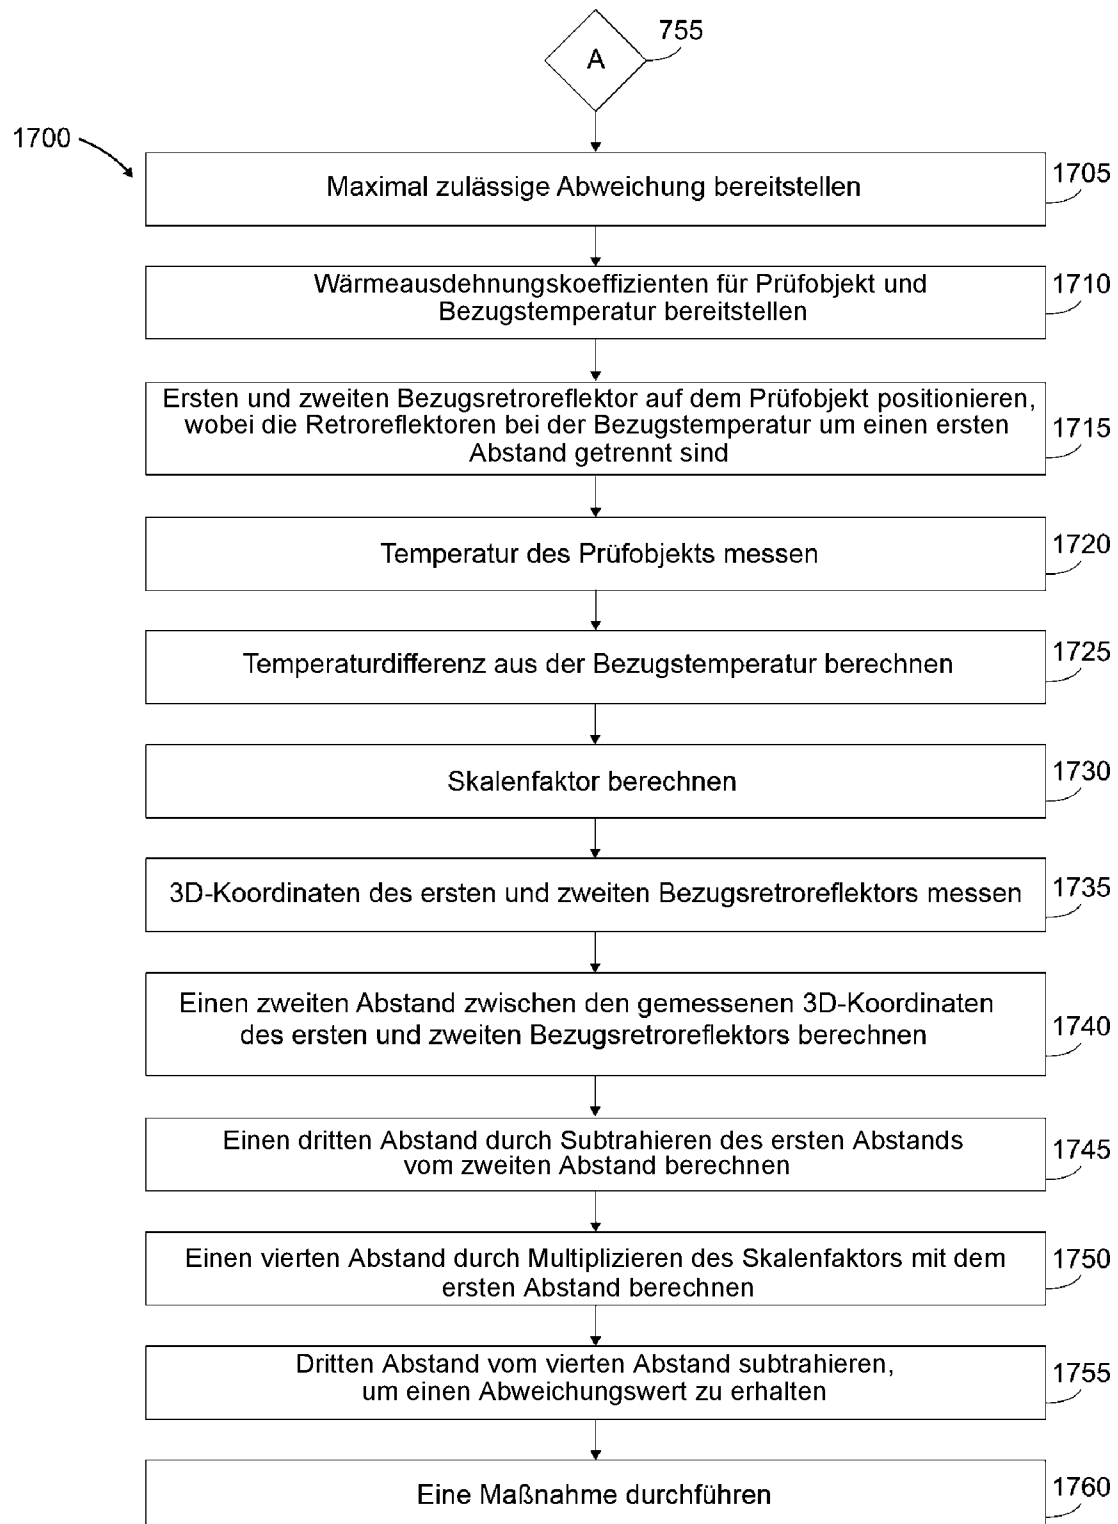 755
A
1700
Maximal zulässige Abweichung bereitstellen
1705
Wärmeausdehnungskoeffizienten für Prüfobjekt und
Bezugstemperatur bereitstellen
1710
Ersten und zweiten Bezugsretroreflektor auf dem Prüfobjekt positionieren,
wobei die Retroreflektoren bei der Bezugstemperatur um einen ersten
Abstand getrennt sind
1715
Temperatur des Prüfobjekts messen
1720
Temperaturdifferenz aus der Bezugstemperatur berechnen
1725
Skalenfaktor berechnen
1730
3D-Koordinaten des ersten und zweiten Bezugsretroreflektors messen
1735
Einen zweiten Abstand zwischen den gemessenen 3D-Koordinaten
des ersten und zweiten Bezugsretroreflektors berechnen
1740
Einen dritten Abstand durch Subtrahieren des ersten Abstands
vom zweiten Abstand berechnen
1745
Einen vierten Abstand durch Multiplizieren des Skalenfaktors mit dem
ersten Abstand berechnen
1750
Dritten Abstand vom vierten Abstand subtrahieren,
um einen Abweichungswert zu erhalten
1755
Eine Maßnahme durchführen
1760